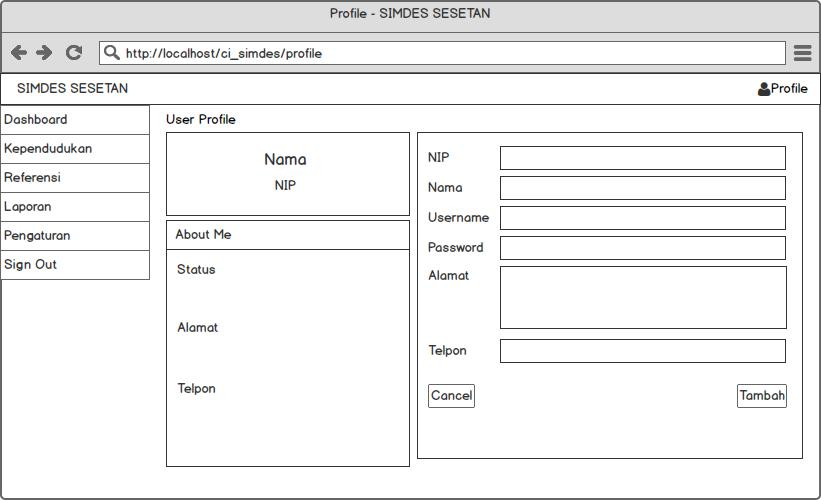 Profile - SIMDES SESETAN
http://localhost/ci_simdes/profile
SIMDES SESETAN
Profile
Dashboard
Kependudukan
Referensi
Laporan
Pengaturan
Sign Out
User Profile
Nama
NIP
About Me
Status
Alamat
Telpon
NIP
Nama
Username
Password
Alamat
Telpon
Cancel
Tambah